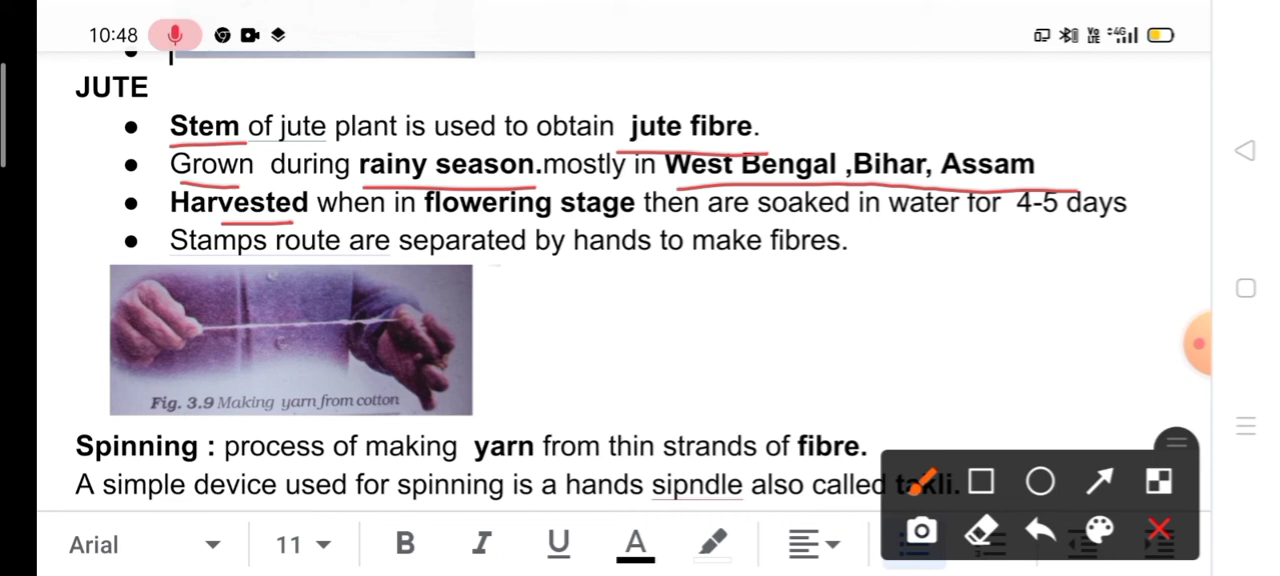 10:48
JUTE
● Stem of jute plant is used to obtain jute fibre.
● Grown during rainy season.mostly in West Bengal ,Bihar, Assam
● Harvested when in flowering stage then are soaked in water for 4-5 days
● Stamps route are separated by hands to make fibres.
Fig. 3.9 Making yarn from cotton
Spinning : process of making yarn from thin strands of fibre.
A simple device used for spinning is a hands sipndle also called takli.
Arial 11 B I U A